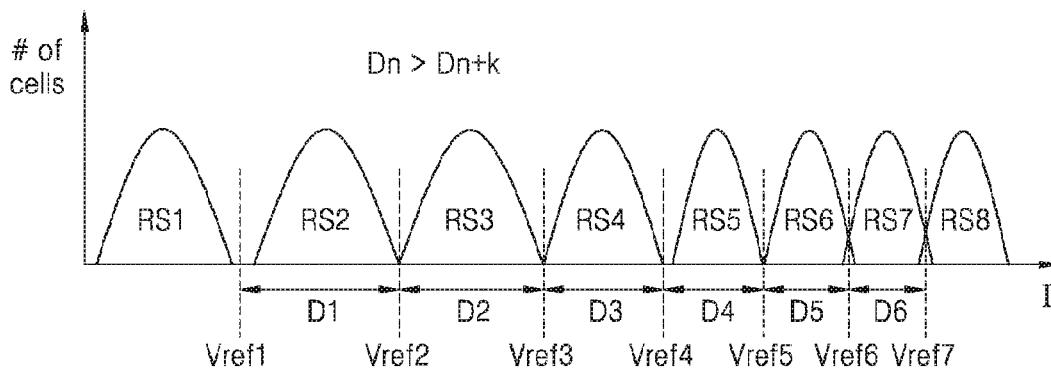 # of
cells
Dn > Dn+k
RS1 RS2 RS3 RS4 RS5 RS6 RS7 RS8
I
D1 D2 D3 D4 D5 D6
Vref1 Vref2 Vref3 Vref4 Vref5 Vref6 Vref7